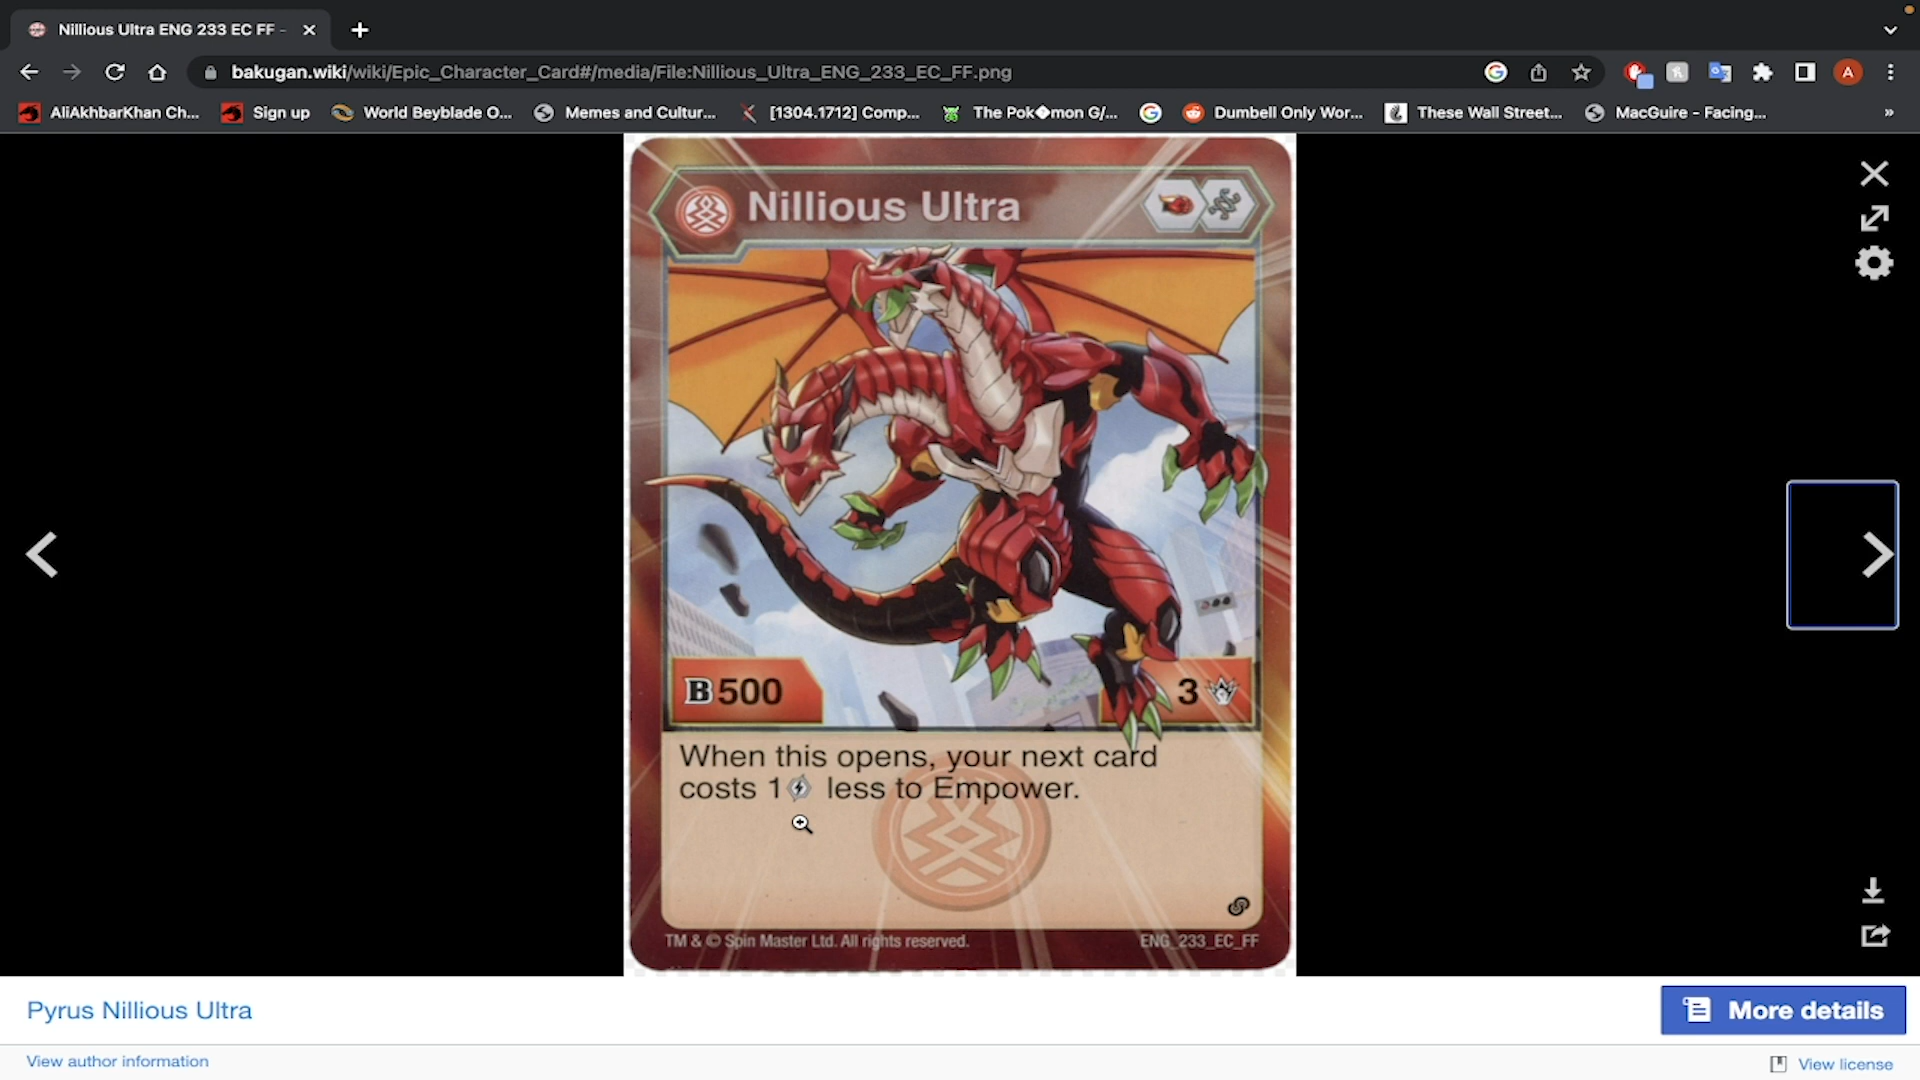 Nillious Ultra ENG 233 EC FF -
bakugan.wiki/wiki/Epic_Character_Card#/media/File:Nillious_Ultra_ENG_233_EC_FF.png
A
AliAkhbarKhan Ch...
Sign up
World Beyblade O...
Memes and Cultur...
[1304.1712] Comp...
The Pok�mon G/...
Dumbell Only Wor...
These Wall Street...
MacGuire - Facing...
»
Nillious Ultra
B 500
3
When this opens, your next card
costs 1 less to Empower.
TM & © Spin Master Ltd. All rights reserved.
ENG_233_EC_FF
Pyrus Nillious Ultra
More details
View author information
View license